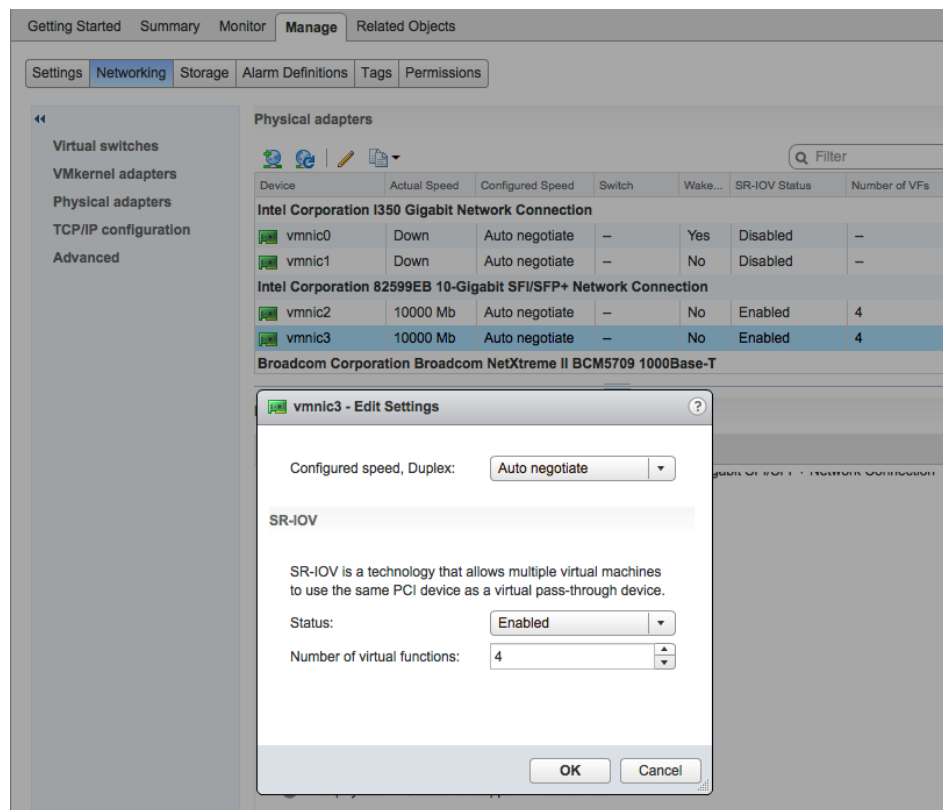 Getting Started Summary Monitor Manage Related Objects
Settings Networking Storage Alarm Definitions Tags Permissions
Virtual switches
VMkernel adapters
Physical adapters
TCP/IP configuration
Advanced
Physical adapters
Filter
Device Actual Speed Configured Speed Switch Wake... SR-IOV Status Number of VFs
Intel Corporation I350 Gigabit Network Connection
vmnic0 Down Auto negotiate – Yes Disabled –
vmnic1 Down Auto negotiate – No Disabled –
Intel Corporation 82599EB 10-Gigabit SFI/SFP+ Network Connection
vmnic2 10000 Mb Auto negotiate – No Enabled 4
vmnic3 10000 Mb Auto negotiate – No Enabled 4
Broadcom Corporation Broadcom NetXtreme II BCM5709 1000Base-T
vmnic3 - Edit Settings ?
Configured speed, Duplex: Auto negotiate
SR-IOV
SR-IOV is a technology that allows multiple virtual machines
to use the same PCI device as a virtual pass-through device.
Status: Enabled
Number of virtual functions: 4
OK Cancel